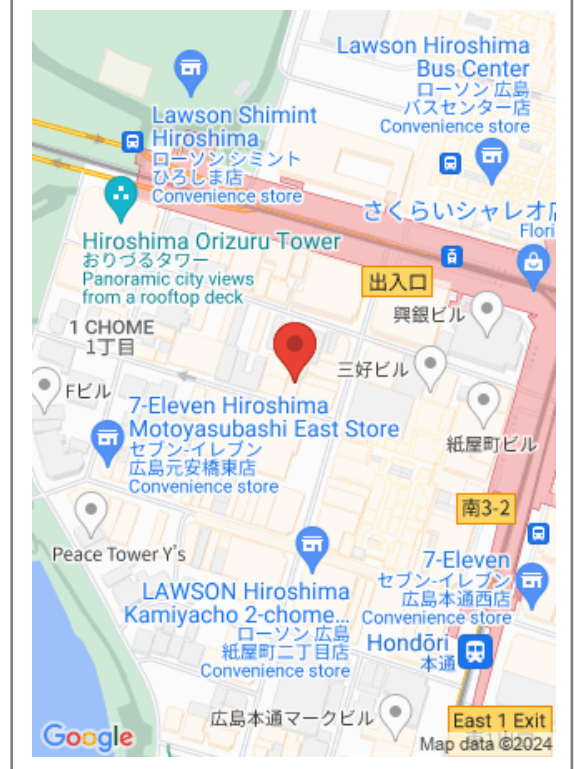 Lawson Hiroshima
Bus Center
ローソン 広島
バスセンター店
Convenience store
Lawson Shimint
Hiroshima
ローソン シミント
ひろしま店
Convenience store
さくらいシャレオ店
Flori
Hiroshima Orizuru Tower
おりづるタワー
Panoramic city views
from a rooftop deck
出入口
興銀ビル
1 CHOME
1丁目
三好ビル
Fビル
7-Eleven Hiroshima
Motoyasubashi East Store
セブン-イレブン
広島元安橋東店
Convenience store
紙屋町ビル
南3-2
Peace Tower Y's
7-Eleven
セブン-イレブン
広島本通西店
Convenience store
LAWSON Hiroshima
Kamiyacho 2-chome...
ローソン 広島
紙屋町二丁目店
Convenience store
Hondōri
本通
広島本通マークビル
East 1 Exit
Google
Map data ©2024